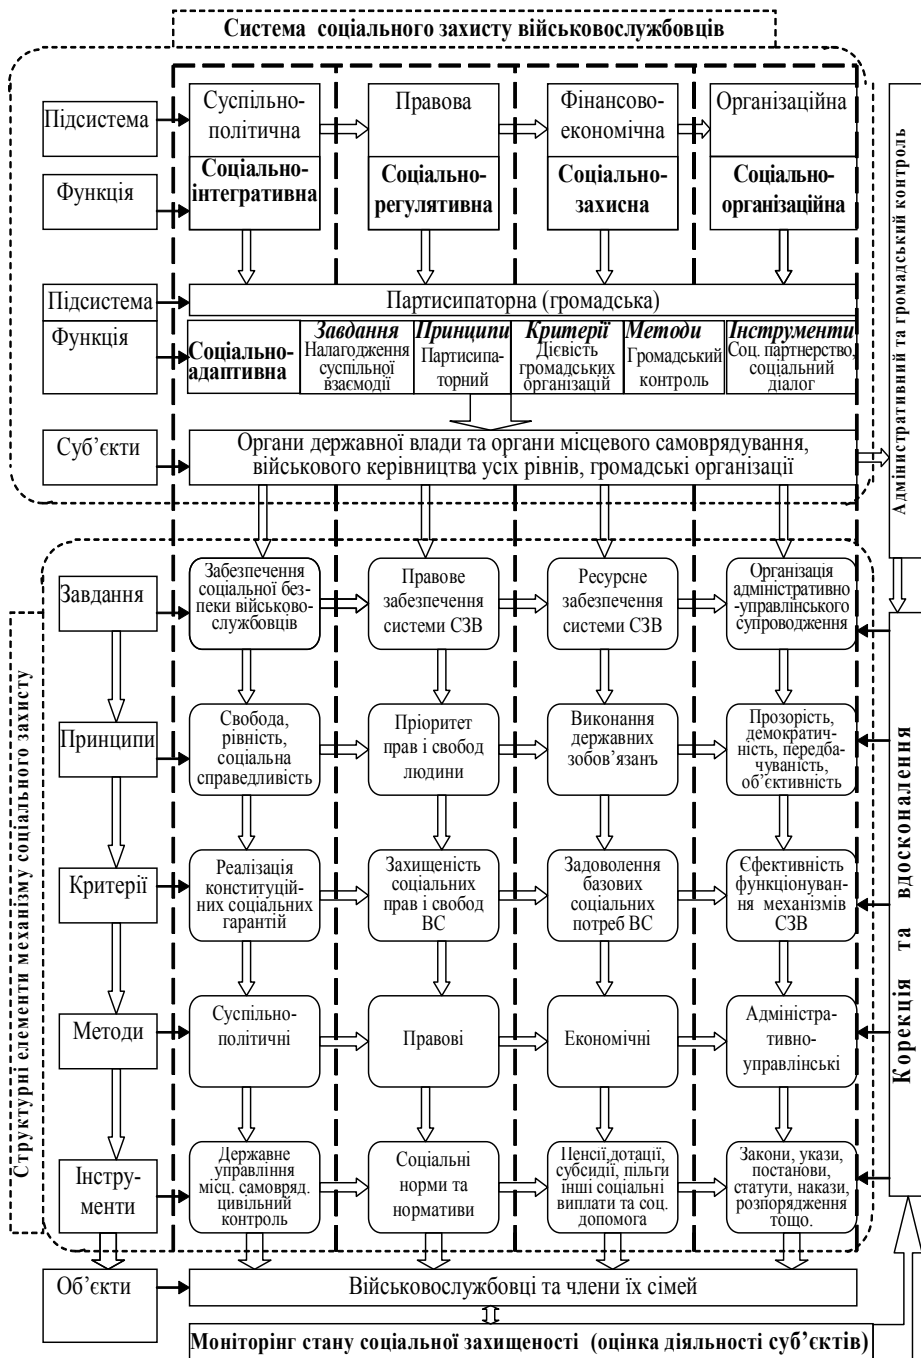 Система соціального захисту військовослужбовців
Підсистема
Суспільно-
політична
Правова
Фінансово-
економічна
Організаційна
Функція
Соціально-
інтегративна
Соціально-
регулятивна
Соціально-
захисна
Соціально-
організаційна
Адміністративний та громадський контроль
Підсистема
Партисипаторна (громадська)
Функція
Соціально-
адаптивна
Завдання
Налагодження
суспільної
взаємодії
Принципи
Партисипа-
торний
Критерії
Дієвість
громадських
організацій
Методи
Громадський
контроль
Інструменти
Соц. партнерство,
соціальний
діалог
Суб’єкти
Органи державної влади та органи місцевого самоврядування,
військового керівництва усіх рівнів, громадські організації
Структурні елементи механізму соціального захисту
Завдання
Забезпечення
соціальної без-
пеки військово-
службовців
Правове
забезпечення
системи СЗВ
Ресурсне
забезпечення
системи СЗВ
Організація
адміністративно
-управлінського
супроводження
Принципи
Свобода,
рівність,
соціальна
справедливість
Пріоритет
прав і свобод
людини
Виконання
державних
зобов’язань
Прозорість,
демократич-
ність, передба-
чуваність,
об’єктивність
Критерії
Реалізація
конституцій-
них соціальних
гарантій
Захищеність
соціальних
прав і свобод
ВС
Задоволення
базових
соціальних
потреб ВС
Єфективність
функціонуван-
ня механізмів
СЗВ
Методи
Суспільно-
політичні
Правові
Економічні
Адміністра-
тивно-
управлінські
Інстру-
менти
Державне
управління
місц. самовряд.
цивільний
контроль
Соціальні
норми та
нормативи
Пенсії,дотації,
субсидії, пільги
інші соціальні
виплати та соц.
допомога
Закони, укази,
постанови,
статути, накази,
розпорядження
тощо.
Корекція та вдосконалення
Об’єкти
Військовослужбовці та члени їх сімей
Моніторінг стану соціальної захищеності (оцінка діяльності суб’єктів)